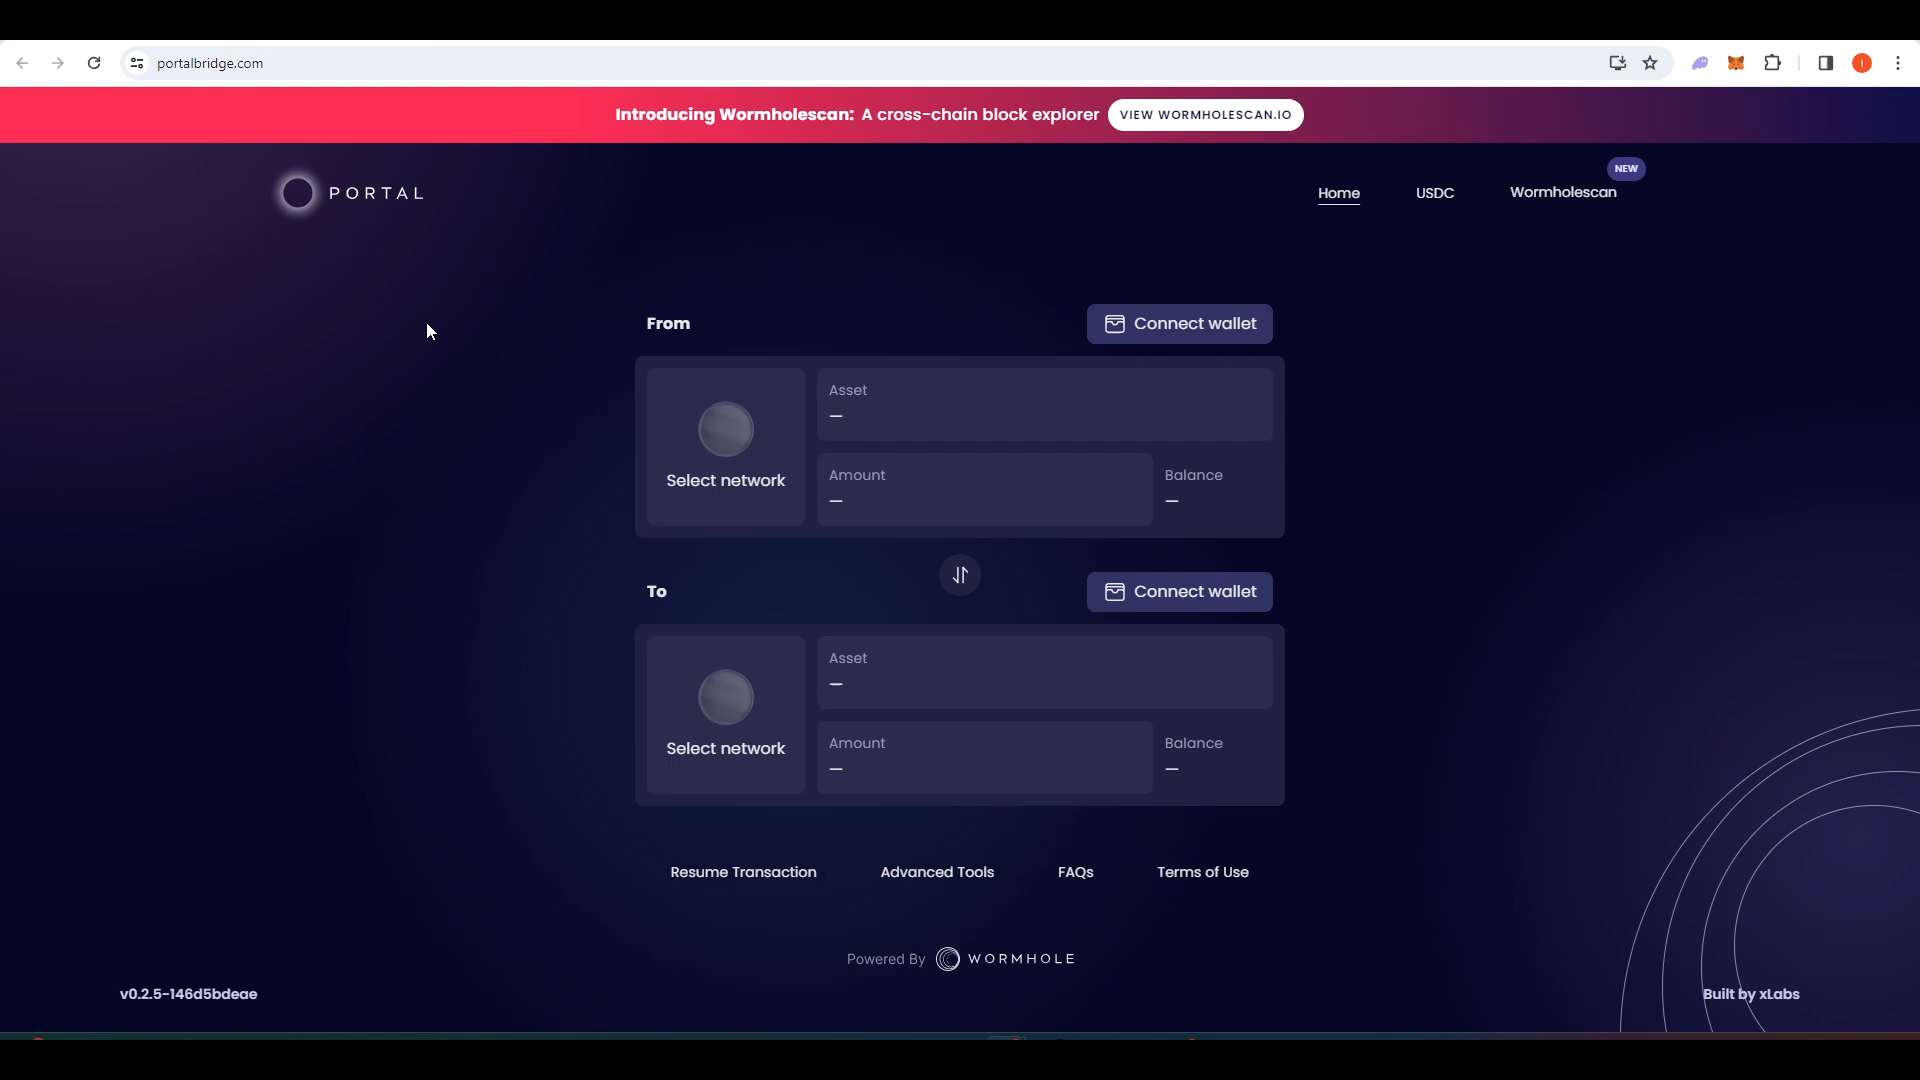 portalbridge.com
Introducing Wormholescan: A cross-chain block explorer VIEW WORMHOLESCAN.IO
NEW
PORTAL Home USDC Wormholescan
From Connect wallet
Asset
—
Select network
Amount Balance
— —
To Connect wallet
Asset
—
Select network
Amount Balance
— —
Resume Transaction Advanced Tools FAQs Terms of Use
Powered By WORMHOLE
v0.2.5-146d5bdeae Built by xLabs